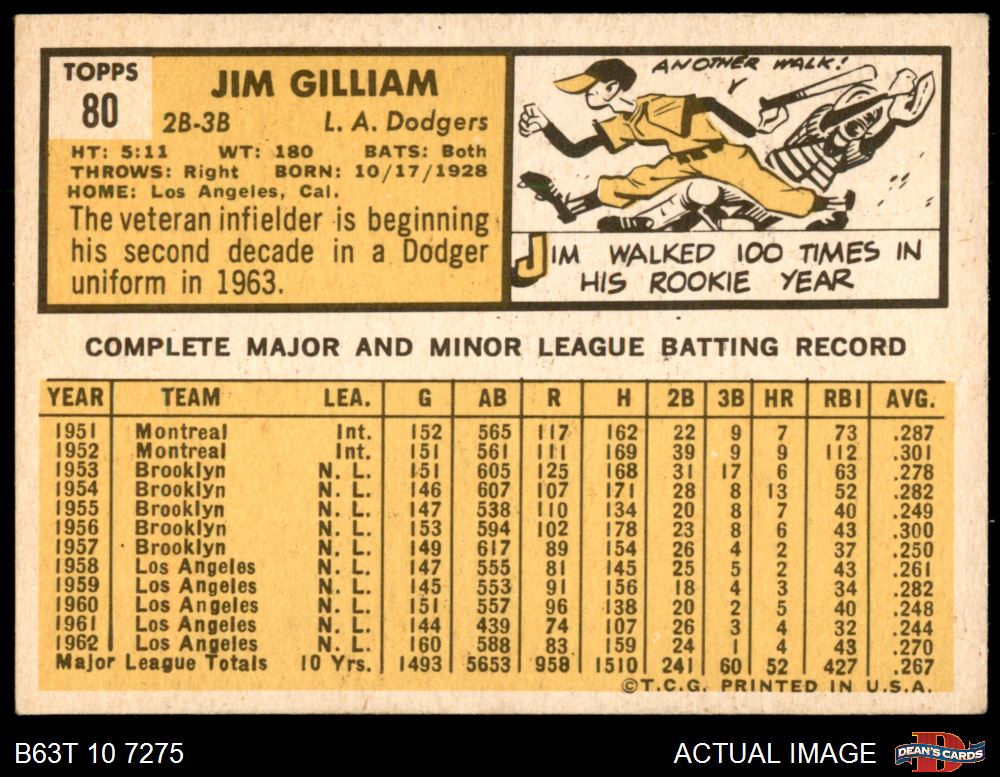 TOPPS
80
JIM GILLIAM
2B-3B L. A. Dodgers
HT: 5:11 WT: 180 BATS: Both
THROWS: Right BORN: 10/17/1928
HOME: Los Angeles, Cal.
The veteran infielder is beginning
his second decade in a Dodger
uniform in 1963.
ANOTHER WALK!
JIM WALKED 100 TIMES IN
HIS ROOKIE YEAR
COMPLETE MAJOR AND MINOR LEAGUE BATTING RECORD
YEAR TEAM LEA. G AB R H 2B 3B HR RBI AVG.
1951 Montreal Int. 152 565 117 162 22 9 7 73 .287
1952 Montreal Int. 151 561 111 169 39 9 9 112 .301
1953 Brooklyn N. L. 151 605 125 168 31 17 6 63 .278
1954 Brooklyn N. L. 146 607 107 171 28 8 13 52 .282
1955 Brooklyn N. L. 147 538 110 134 20 8 7 40 .249
1956 Brooklyn N. L. 153 594 102 178 23 8 6 43 .300
1957 Brooklyn N. L. 149 617 89 154 26 4 2 37 .250
1958 Los Angeles N. L. 147 555 81 145 25 5 2 43 .261
1959 Los Angeles N. L. 145 553 91 156 18 4 3 34 .282
1960 Los Angeles N. L. 151 557 96 138 20 2 5 40 .248
1961 Los Angeles N. L. 144 439 74 107 26 3 4 32 .244
1962 Los Angeles N. L. 160 588 83 159 24 1 4 43 .270
Major League Totals 10 Yrs. 1493 5653 958 1510 241 60 52 427 .267
©T.C.G. PRINTED IN U.S.A.
B63T 10 7275
ACTUAL IMAGE
D
DEAN'S CARDS